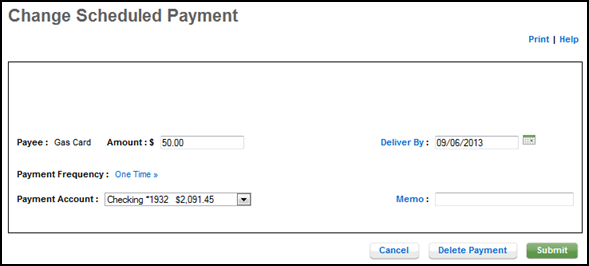 Change Scheduled Payment
Print | Help
Payee : Gas Card Amount : $ 50.00 Deliver By : 09/06/2013
Payment Frequency : One Time »
Payment Account : Checking *1932 $2,091.45 Memo :
Cancel Delete Payment Submit